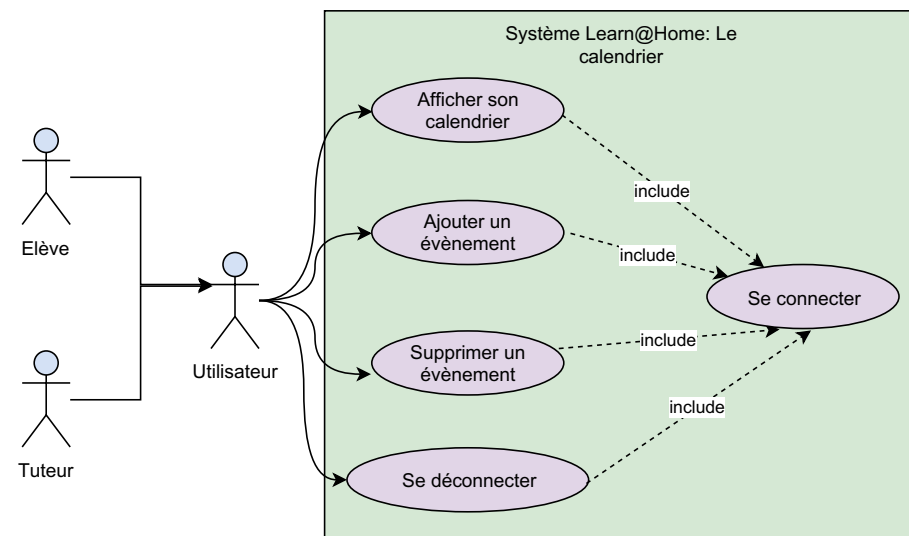 Système Learn@Home: Le
calendrier
Afficher son
calendrier
include
Elève
Ajouter un
évènement
include
Se connecter
Utilisateur
Supprimer un
évènement
include
include
Tuteur
Se déconnecter